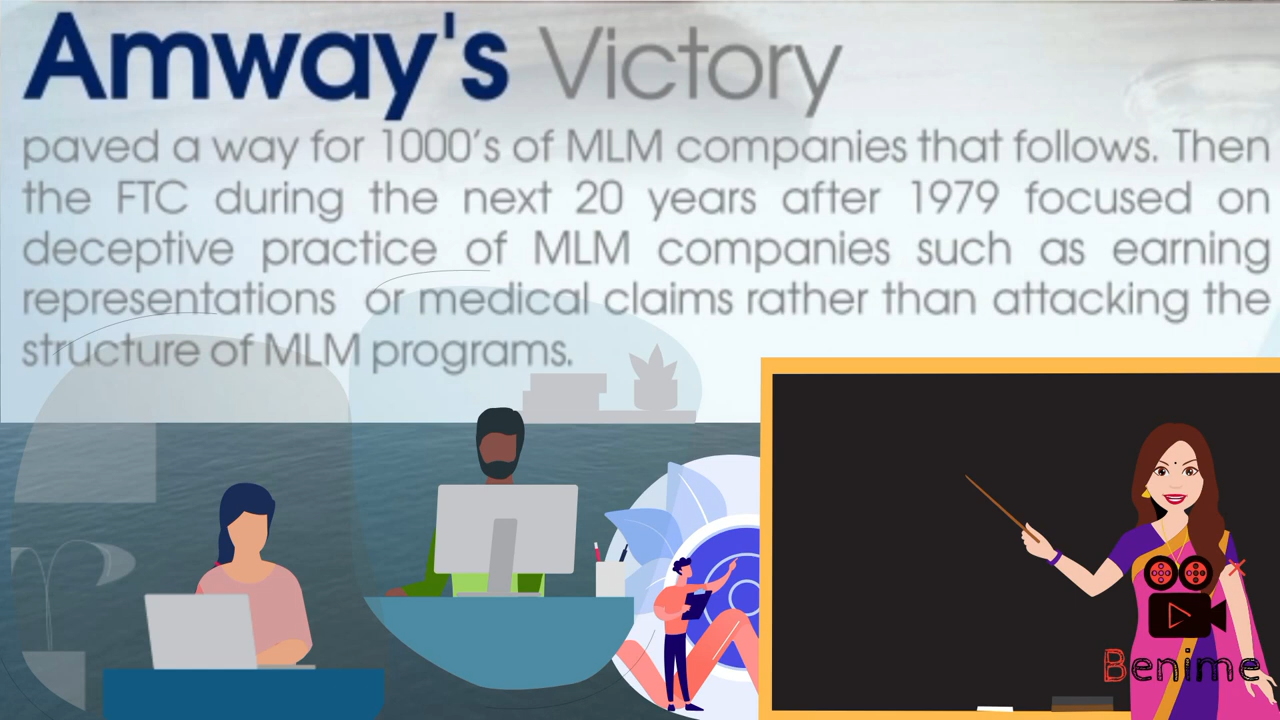 Amway's Victory
paved a way for 1000's of MLM companies that follows. Then
the FTC during the next 20 years after 1979 focused on
deceptive practice of MLM companies such as earning
representations or medical claims rather than attacking the
structure of MLM programs.
Benime